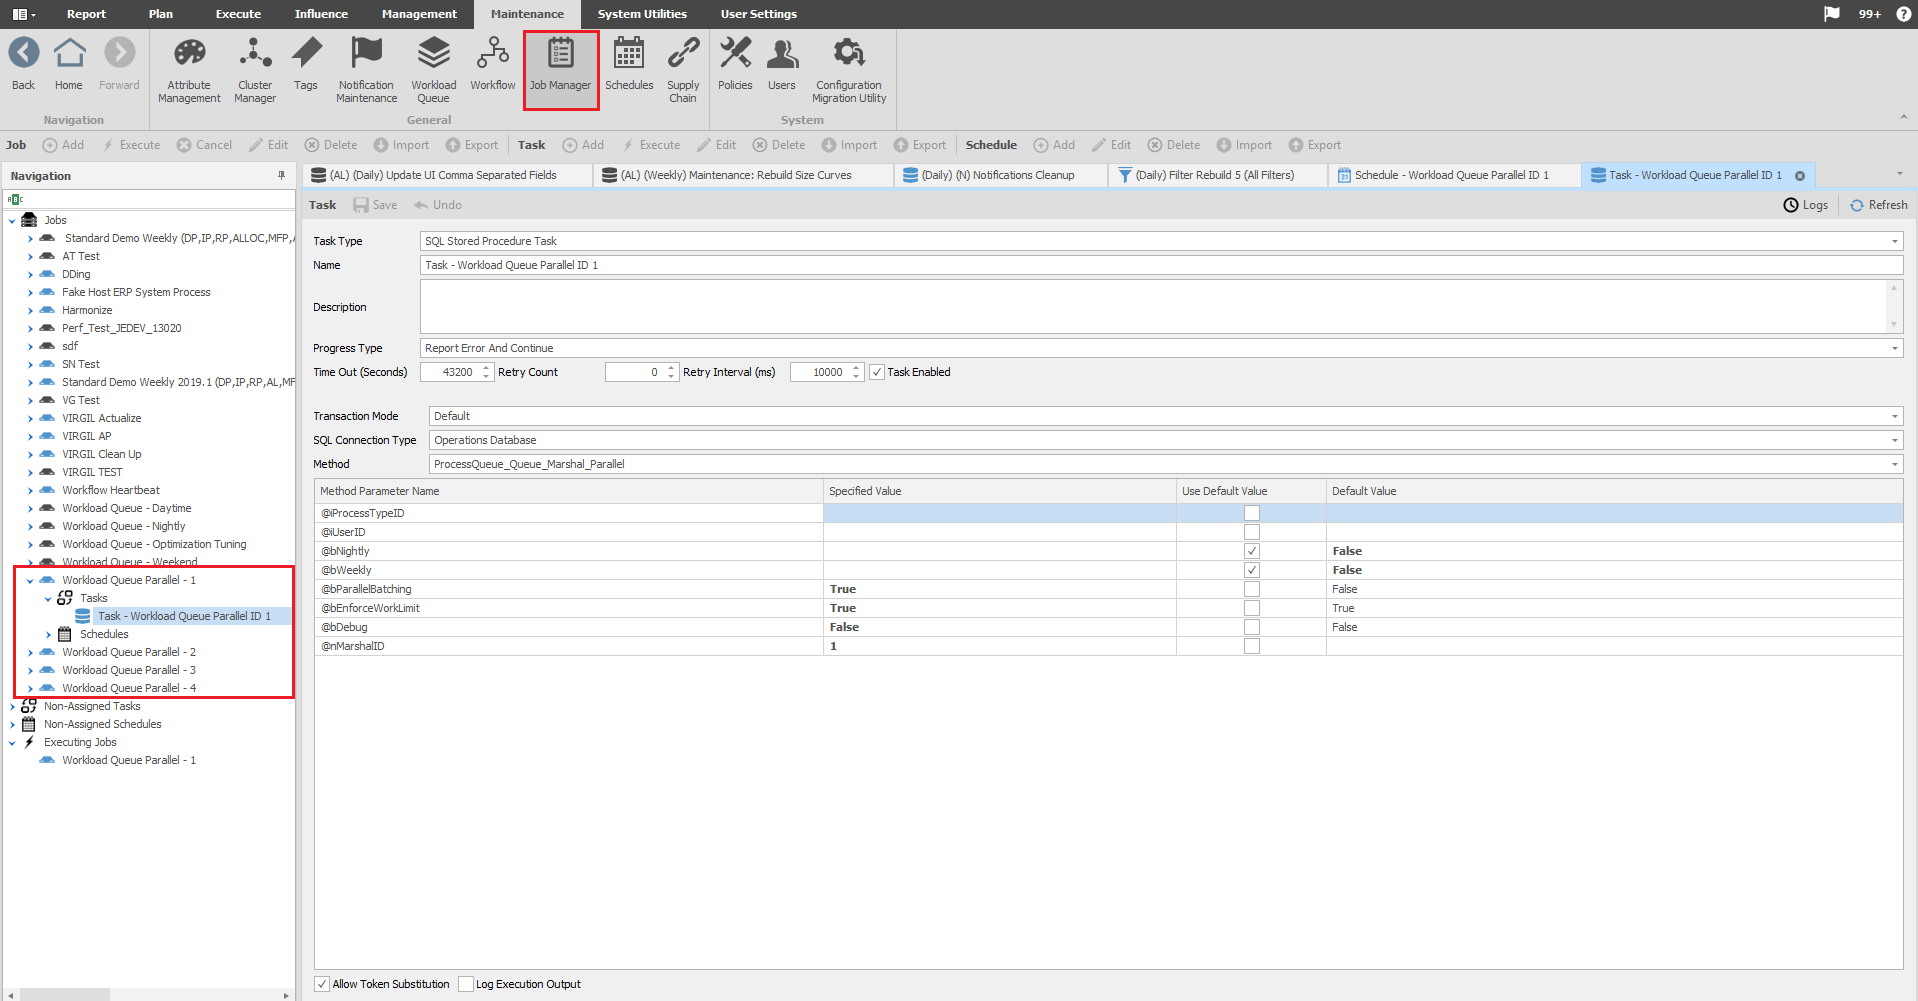 Report Plan Execute Influence Management Maintenance System Utilities User Settings 99+ ?
Back Home Forward Attribute Management Cluster Manager Tags Notification Maintenance Workload Queue Workflow Job Manager Schedules Supply Chain Policies Users Configuration Migration Utility
Navigation General System
Job Add Execute Cancel Edit Delete Import Export Task Add Execute Edit Delete Import Export Schedule Add Edit Delete Import Export
Navigation
(AL) (Daily) Update UI Comma Separated Fields (AL) (Weekly) Maintenance: Rebuild Size Curves (Daily) (N) Notifications Cleanup (Daily) Filter Rebuild 5 (All Filters) Schedule - Workload Queue Parallel ID 1 Task - Workload Queue Parallel ID 1
Jobs
Standard Demo Weekly (DP,IP,RP,ALLOC,MFP,
AT Test
DDing
Fake Host ERP System Process
Harmonize
Perf_Test_JEDEV_13020
sdf
SN Test
Standard Demo Weekly 2019.1 (DP,IP,RP,AL,MF
VG Test
VIRGIL Actualize
VIRGIL AP
VIRGIL Clean Up
VIRGIL TEST
Workflow Heartbeat
Workload Queue - Daytime
Workload Queue - Nightly
Workload Queue - Optimization Tuning
Workload Queue - Weekend
Workload Queue Parallel - 1
Tasks
Task - Workload Queue Parallel ID 1
Schedules
Workload Queue Parallel - 2
Workload Queue Parallel - 3
Workload Queue Parallel - 4
Non-Assigned Tasks
Non-Assigned Schedules
Executing Jobs
Workload Queue Parallel - 1
Task Save Undo Logs Refresh
Task Type SQL Stored Procedure Task
Name Task - Workload Queue Parallel ID 1
Description
Progress Type Report Error And Continue
Time Out (Seconds) 43200 Retry Count 0 Retry Interval (ms) 10000 Task Enabled
Transaction Mode Default
SQL Connection Type Operations Database
Method ProcessQueue_Queue_Marshal_Parallel
Method Parameter Name Specified Value Use Default Value Default Value
@iProcessTypeID
@iUserID
@bNightly False
@bWeekly False
@bParallelBatching True False
@bEnforceWorkLimit True True
@bDebug False False
@nMarshalID 1
Allow Token Substitution Log Execution Output